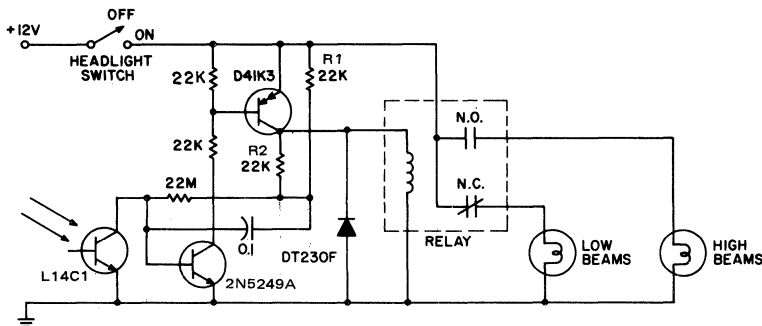 OFF
+12V
ON
HEADLIGHT
SWITCH
22K
D41K3
R1
22K
N.O.
22K
R2
22K
22M
N.C.
0.1
RELAY
L14C1
2N5249A
DT230F
LOW
BEAMS
HIGH
BEAMS